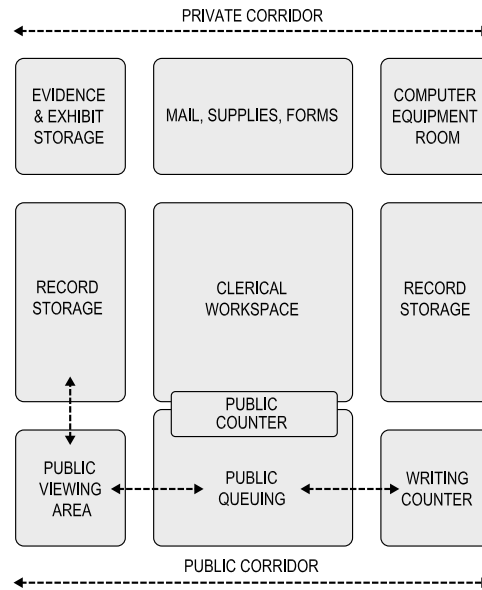 PRIVATE CORRIDOR
EVIDENCE
& EXHIBIT
STORAGE
MAIL, SUPPLIES, FORMS
COMPUTER
EQUIPMENT
ROOM
RECORD
STORAGE
CLERICAL
WORKSPACE
RECORD
STORAGE
PUBLIC
COUNTER
PUBLIC
VIEWING
AREA
PUBLIC
QUEUING
WRITING
COUNTER
PUBLIC CORRIDOR